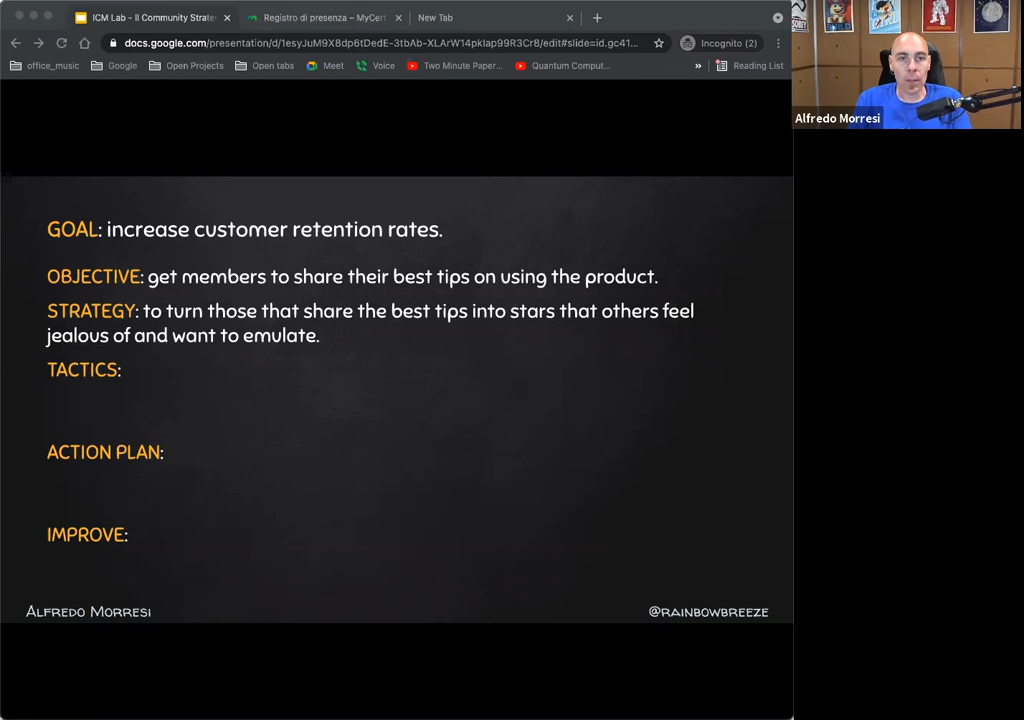 ICM Lab - Il Community Strate
Registro di presenza – MyCert
New Tab
docs.google.com/presentation/d/1esyJuM9X8dp6tDedE-3tbAb-XLArW14pkIap99R3Cr8/edit#slide=id.gc41...
Incognito (2)
office_music
Google
Open Projects
Open tabs
Meet
Voice
Two Minute Paper...
Quantum Comput...
»
Reading List
Alfredo Morresi
GOAL: increase customer retention rates.
OBJECTIVE: get members to share their best tips on using the product.
STRATEGY: to turn those that share the best tips into stars that others feel
jealous of and want to emulate.
TACTICS:
ACTION PLAN:
IMPROVE:
ALFREDO MORRESI
@RAINBOWBREEZE